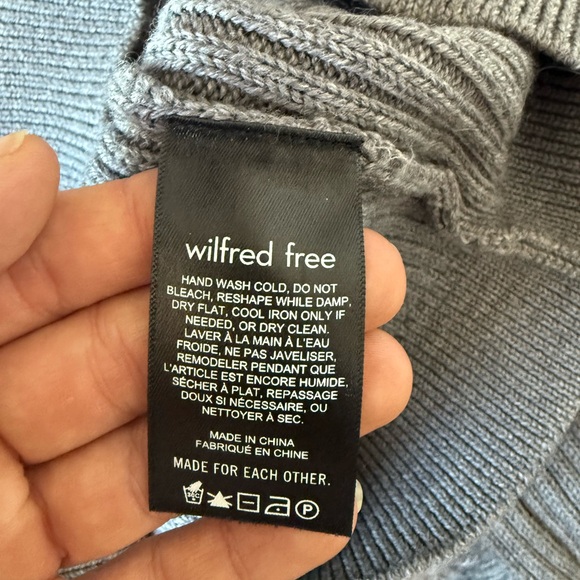 wilfred free
HAND WASH COLD, DO NOT
BLEACH, RESHAPE WHILE DAMP,
DRY FLAT, COOL IRON ONLY IF
NEEDED, OR DRY CLEAN.
LAVER À LA MAIN À L'EAU
FROIDE, NE PAS JAVELISER,
REMODELER PENDANT QUE
L'ARTICLE EST ENCORE HUMIDE,
SÉCHER À PLAT, REPASSAGE
DOUX SI NÉCESSAIRE, OU
NETTOYER À SEC.
MADE IN CHINA
FABRIQUÉ EN CHINE
MADE FOR EACH OTHER.
P